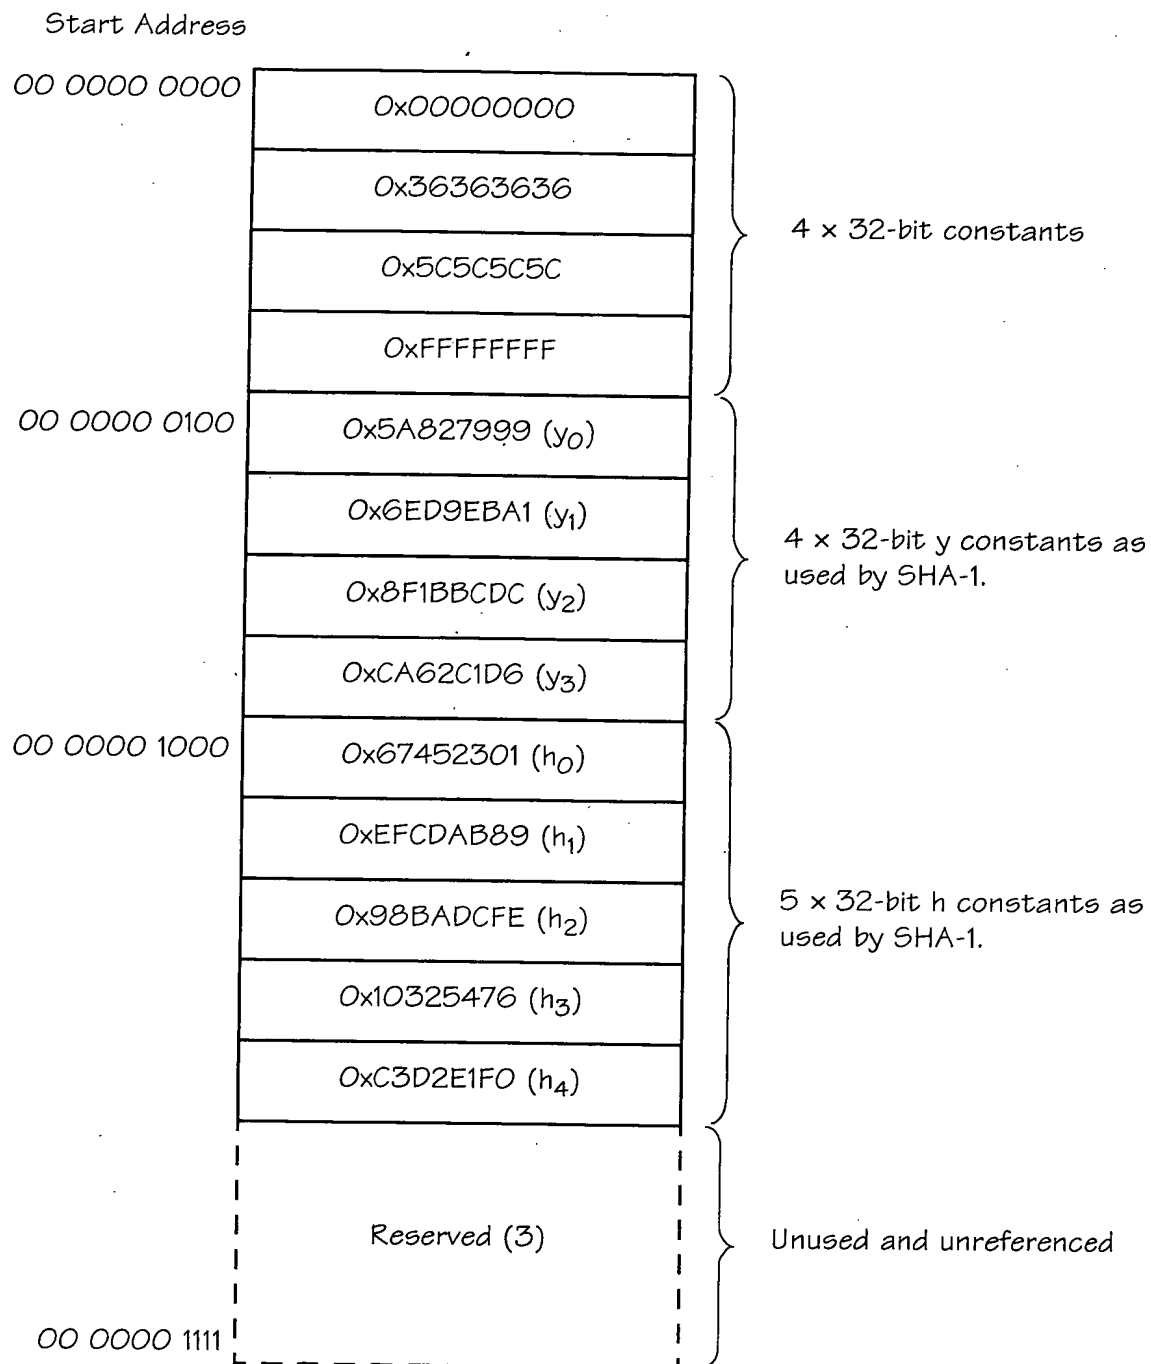 Start Address
00 0000 0000
0x00000000
0x36363636
0x5C5C5C5C
0xFFFFFFFF
4 × 32-bit constants
00 0000 0100
0x5A827999 (y0)
0x6ED9EBA1 (y1)
0x8F1BBCDC (y2)
0xCA62C1D6 (y3)
4 × 32-bit y constants as
used by SHA-1.
00 0000 1000
0x67452301 (h0)
0xEFCDAB89 (h1)
0x98BADCFE (h2)
0x10325476 (h3)
0xC3D2E1F0 (h4)
5 × 32-bit h constants as
used by SHA-1.
Reserved (3)
Unused and unreferenced
00 0000 1111